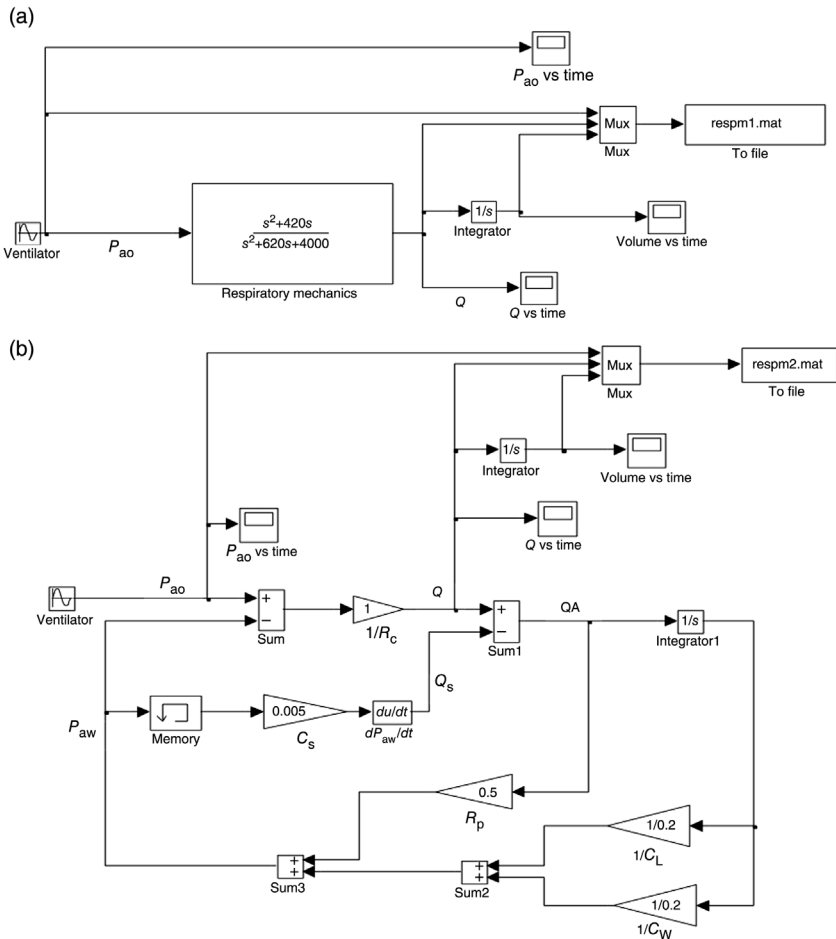 (a)
P_ao vs time
Mux
Mux
respm1.mat
To file
s²+420s
s²+620s+4000
Respiratory mechanics
Ventilator
P_ao
1/s
Integrator
Volume vs time
Q
Q vs time
(b)
Mux
Mux
respm2.mat
To file
1/s
Integrator
Volume vs time
P_ao vs time
Q vs time
Ventilator
P_ao
+
−
Sum
1
1/R_c
Q
+
−
Sum1
QA
1/s
Integrator1
Q_s
P_aw
Memory
0.005
C_s
du/dt
dP_aw/dt
0.5
R_p
1/0.2
1/C_L
+
+
Sum3
+
+
Sum2
1/0.2
1/C_W